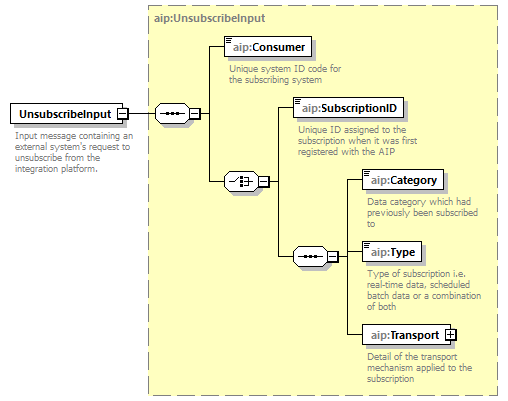 aip:UnsubscribeInput
aip:Consumer
Unique system ID code for
the subscribing system
UnsubscribeInput
Input message containing an
external system's request to
unsubscribe from the
integration platform.
aip:SubscriptionID
Unique ID assigned to the
subscription when it was first
registered with the AIP
aip:Category
Data category which had
previously been subscribed
to
aip:Type
Type of subscription i.e.
real-time data, scheduled
batch data or a combination
of both
aip:Transport
Detail of the transport
mechanism applied to the
subscription